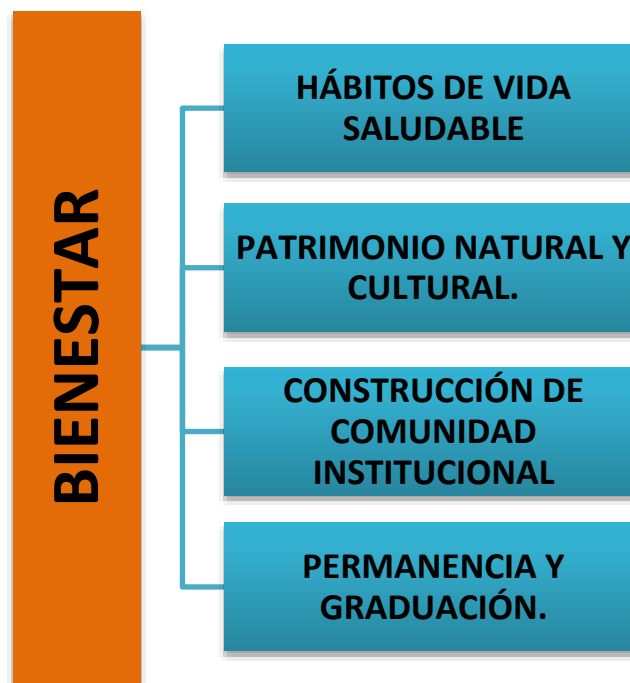 BIENESTAR
HÁBITOS DE VIDA
SALUDABLE
PATRIMONIO NATURAL Y
CULTURAL.
CONSTRUCCIÓN DE
COMUNIDAD
INSTITUCIONAL
PERMANENCIA Y
GRADUACIÓN.